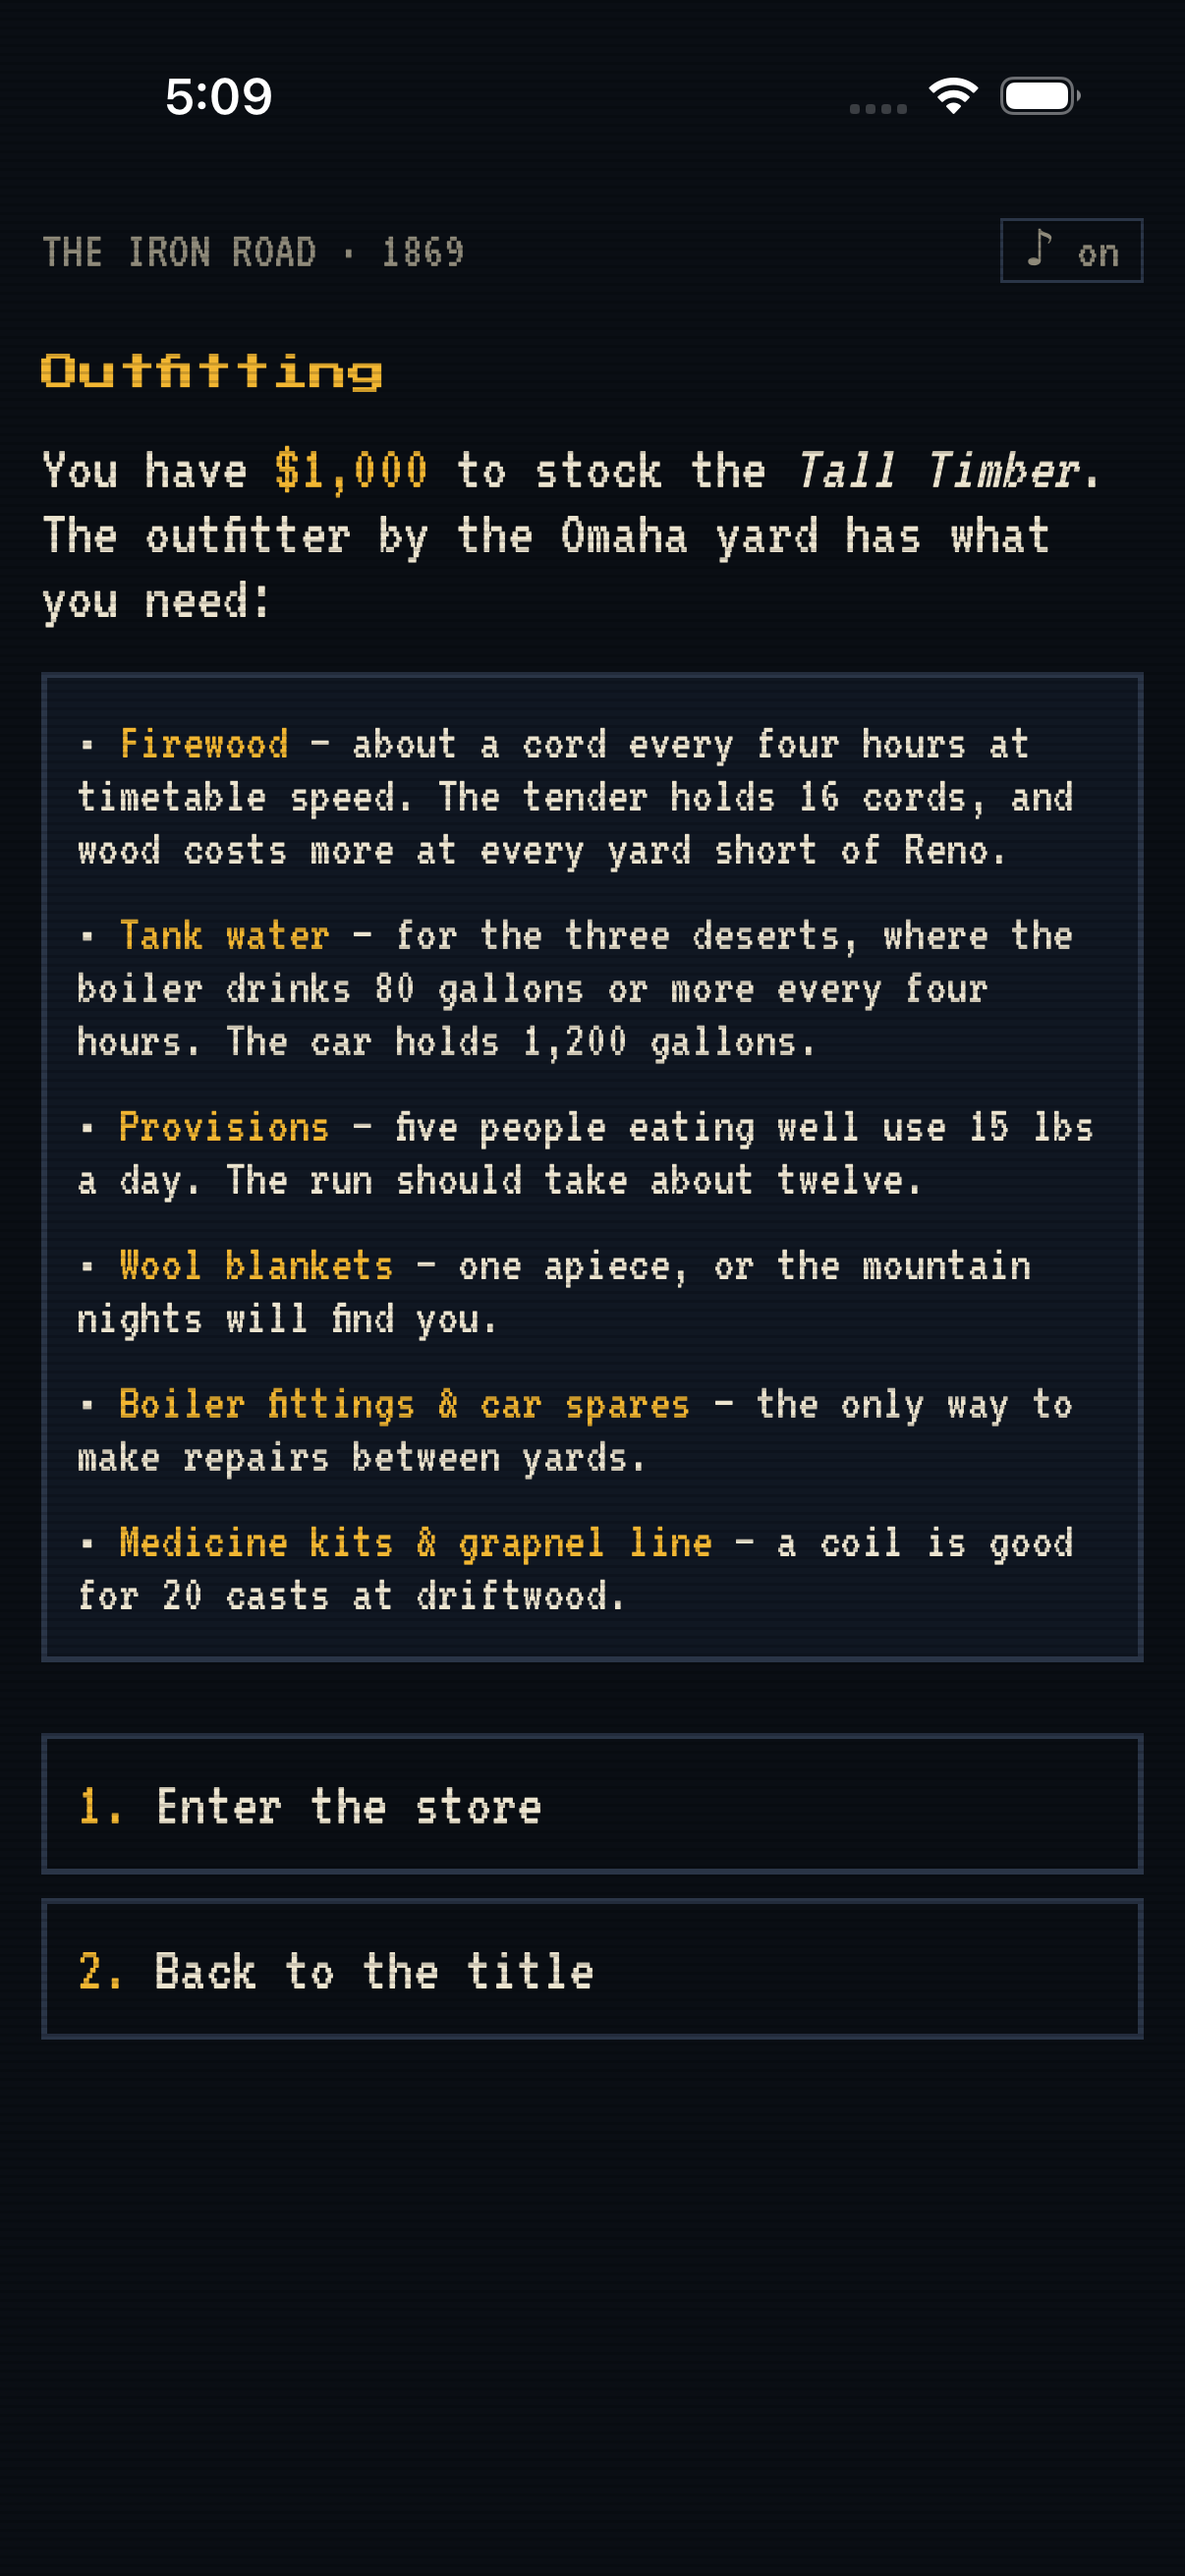 5:09
THE IRON ROAD · 1869
♪ on
Outfitting
You have $1,000 to stock the Tall Timber.
The outfitter by the Omaha yard has what
you need:
▪ Firewood — about a cord every four hours at
timetable speed. The tender holds 16 cords, and
wood costs more at every yard short of Reno.
▪ Tank water — for the three deserts, where the
boiler drinks 80 gallons or more every four
hours. The car holds 1,200 gallons.
▪ Provisions — five people eating well use 15 lbs
a day. The run should take about twelve.
▪ Wool blankets — one apiece, or the mountain
nights will find you.
▪ Boiler fittings & car spares — the only way to
make repairs between yards.
▪ Medicine kits & grapnel line — a coil is good
for 20 casts at driftwood.
1. Enter the store
2. Back to the title